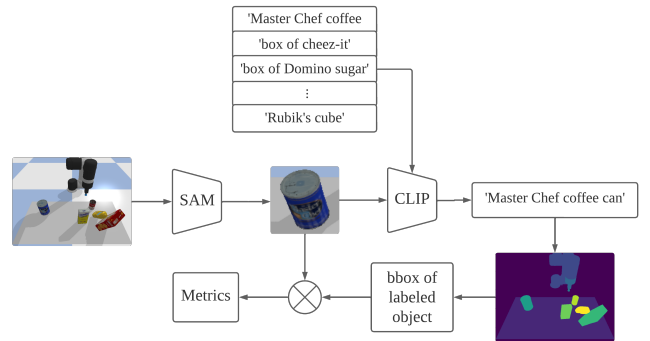 'Master Chef coffee
'box of cheez-it'
'box of Domino sugar'
⋮
'Rubik's cube'
SAM
CLIP
'Master Chef coffee can'
Metrics
bbox of
labeled
object